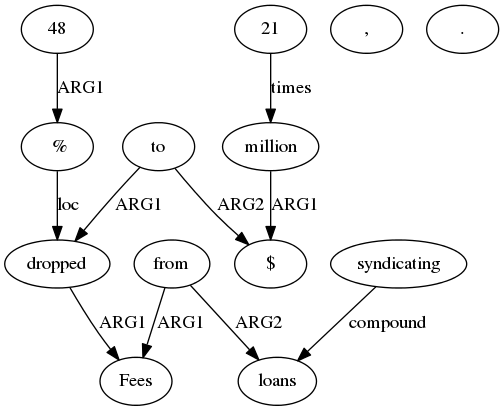 48 21 , .
ARG1 times
% to million
loc ARG1 ARG2 ARG1
dropped from $ syndicating
ARG1 ARG1 ARG2 compound
Fees loans